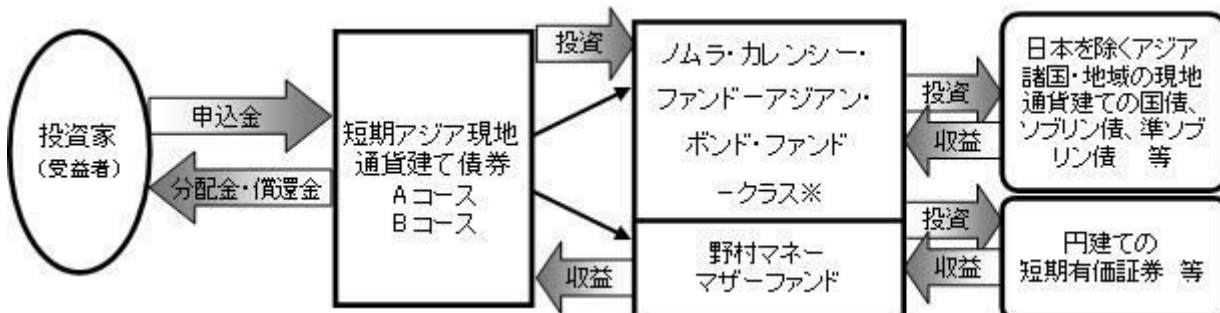 投資家
(受益者)
申込金
分配金・償還金
短期アジア現地
通貨建て債券
Aコース
Bコース
投資
収益
ノムラ・カレンシー・
ファンドーアジアン・
ボンド・ファンド
-クラス※
野村マネー
マザーファンド
投資
収益
投資
収益
日本を除くアジア
諸国・地域の現地
通貨建ての国債、
ソブリン債、準ソブ
リン債 等
円建ての
短期有価証券 等